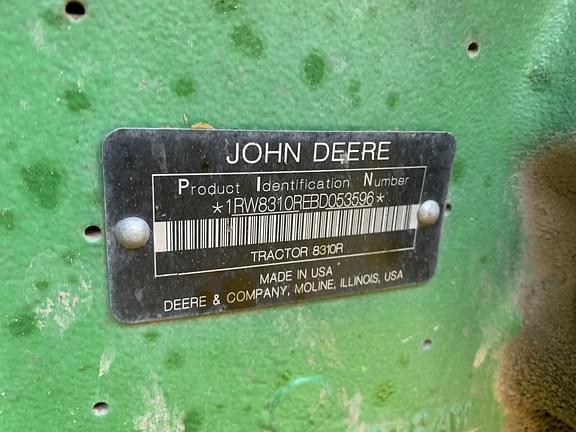 JOHN DEERE
Product Identification Number
*1RW8310REBD053596*
TRACTOR 8310R
MADE IN USA
DEERE & COMPANY, MOLINE, ILLINOIS, USA